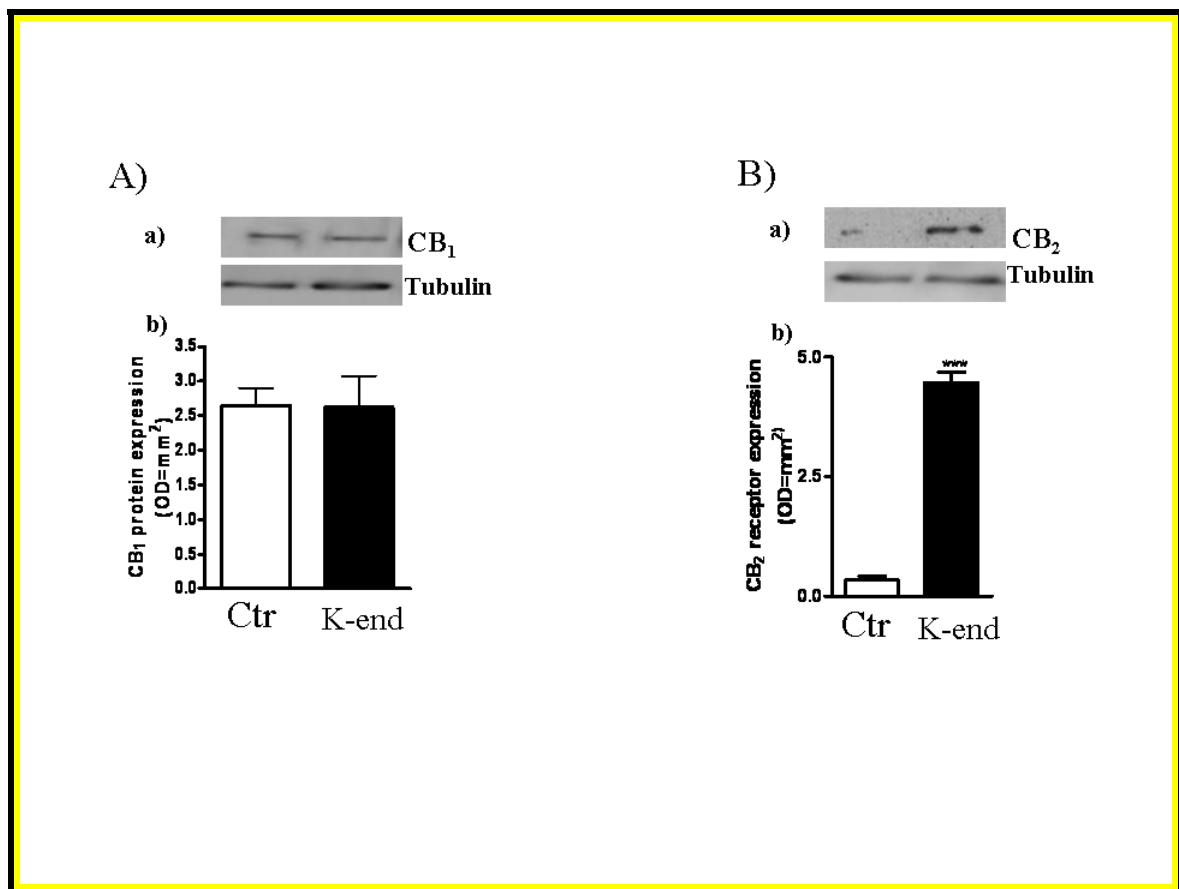 A)
a)
CB₁
Tubulin
b)
CB₁ protein expression
(OD=mm²)
3.5
3.0
2.5
2.0
1.5
1.0
0.5
0.0
Ctr
K-end
B)
a)
CB₂
Tubulin
b)
CB₂ receptor expression
(OD=mm²)
5.0
2.5
0.0
***
Ctr
K-end